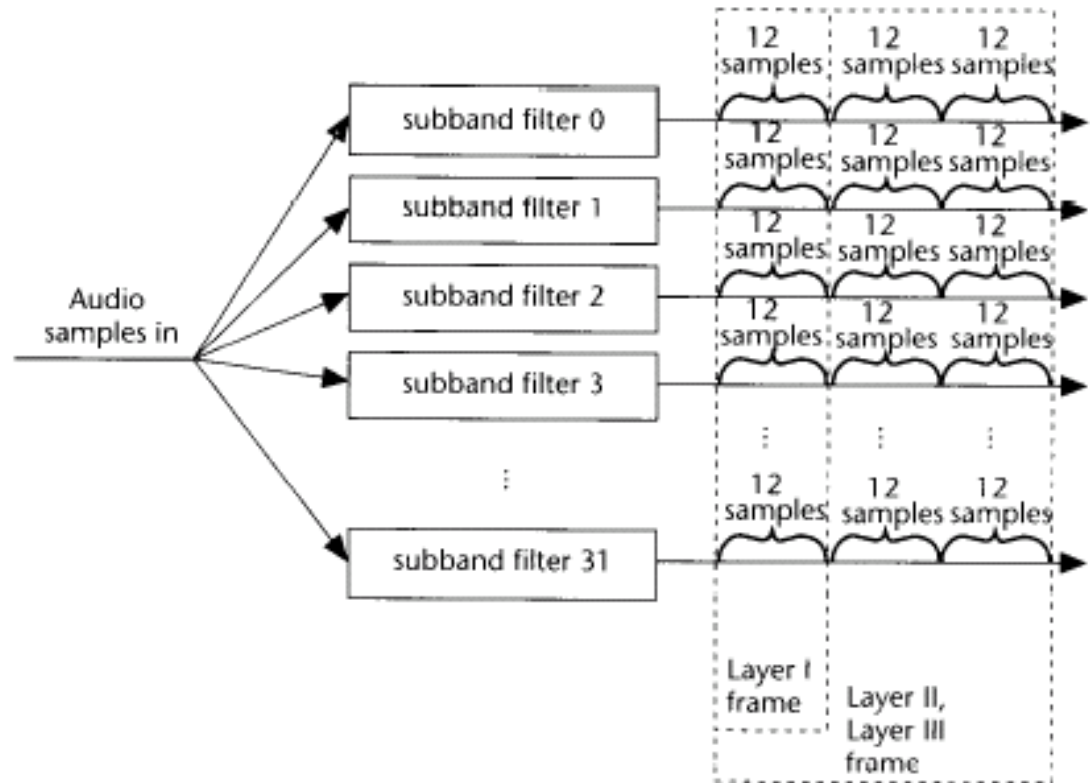 12 samples 12 samples 12 samples
subband filter 0
12 samples 12 samples 12 samples
subband filter 1
12 samples 12 samples 12 samples
subband filter 2
Audio
samples in
12 samples 12 samples 12 samples
subband filter 3
⋮ ⋮ ⋮
⋮
12 samples 12 samples 12 samples
subband filter 31
Layer I
frame
Layer II,
Layer III
frame